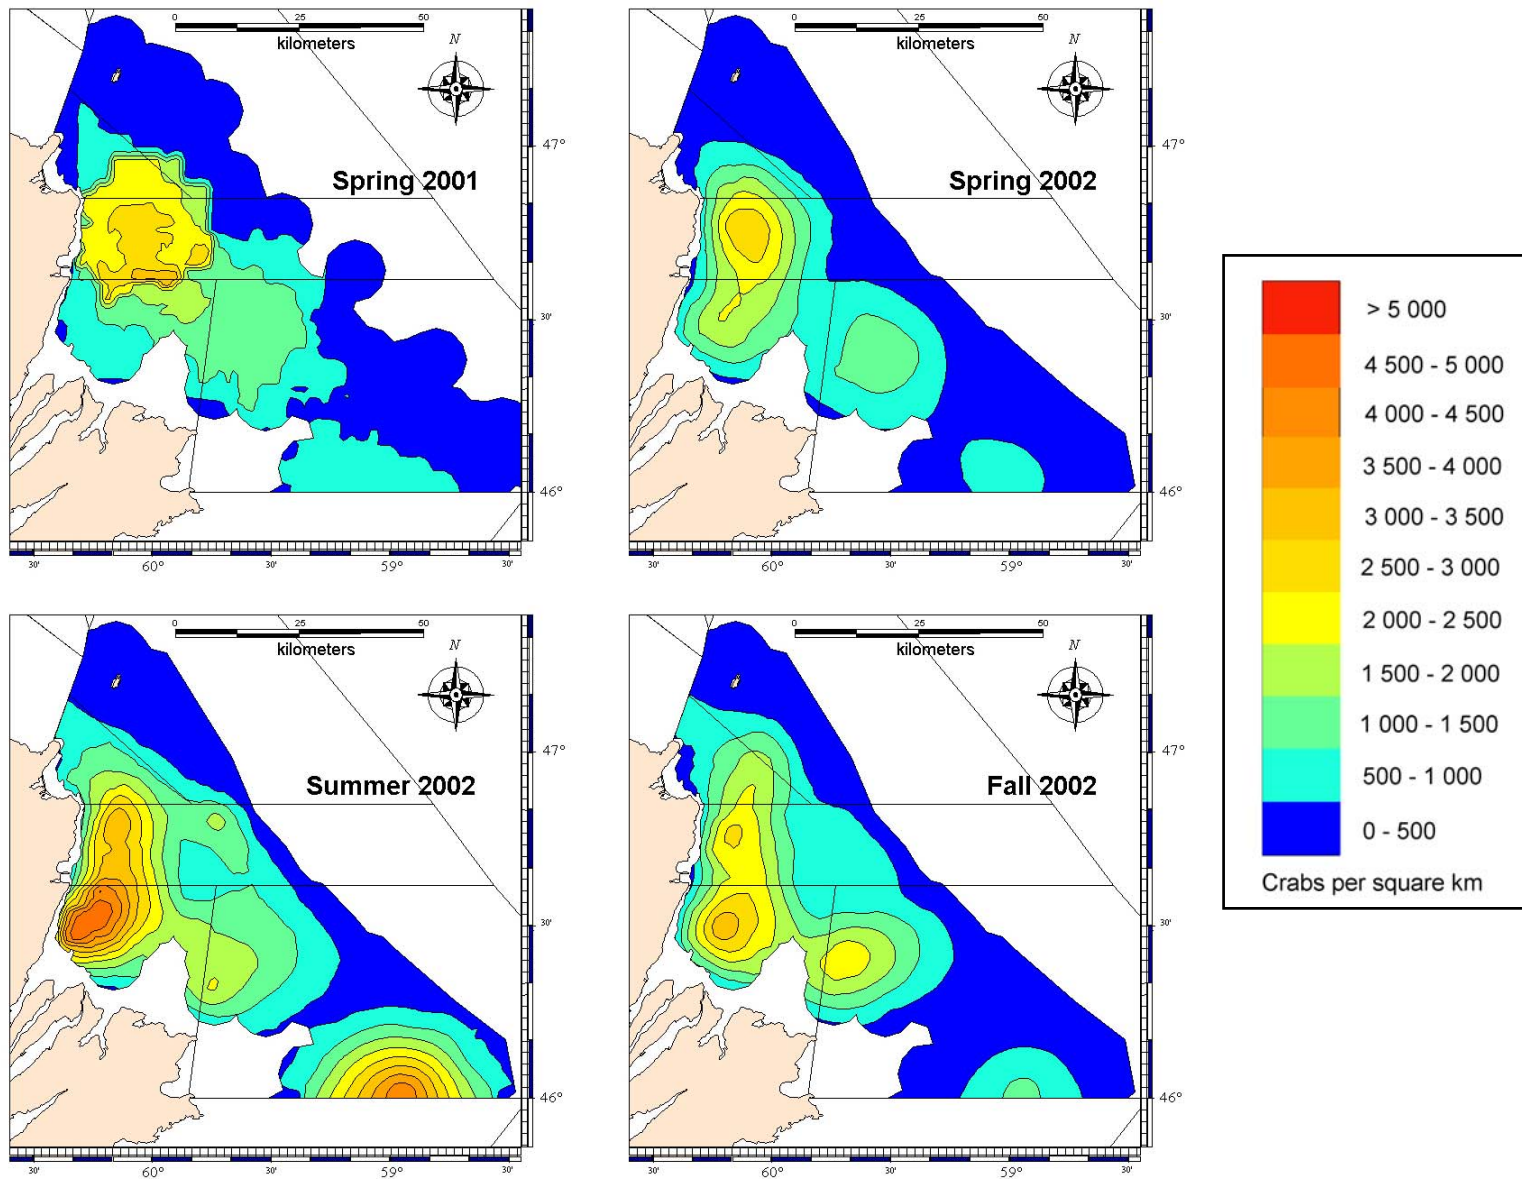 0 25 50
kilometers
N
47°
Spring 2001
30'
46°
30' 60° 30' 59° 30'
0 25 50
kilometers
N
47°
Spring 2002
30'
46°
30' 60° 30' 59° 30'
0 25 50
kilometers
N
47°
Summer 2002
30'
46°
30' 60° 30' 59° 30'
0 25 50
kilometers
N
47°
Fall 2002
30'
46°
30' 60° 30' 59° 30'
> 5 000
4 500 - 5 000
4 000 - 4 500
3 500 - 4 000
3 000 - 3 500
2 500 - 3 000
2 000 - 2 500
1 500 - 2 000
1 000 - 1 500
500 - 1 000
0 - 500
Crabs per square km